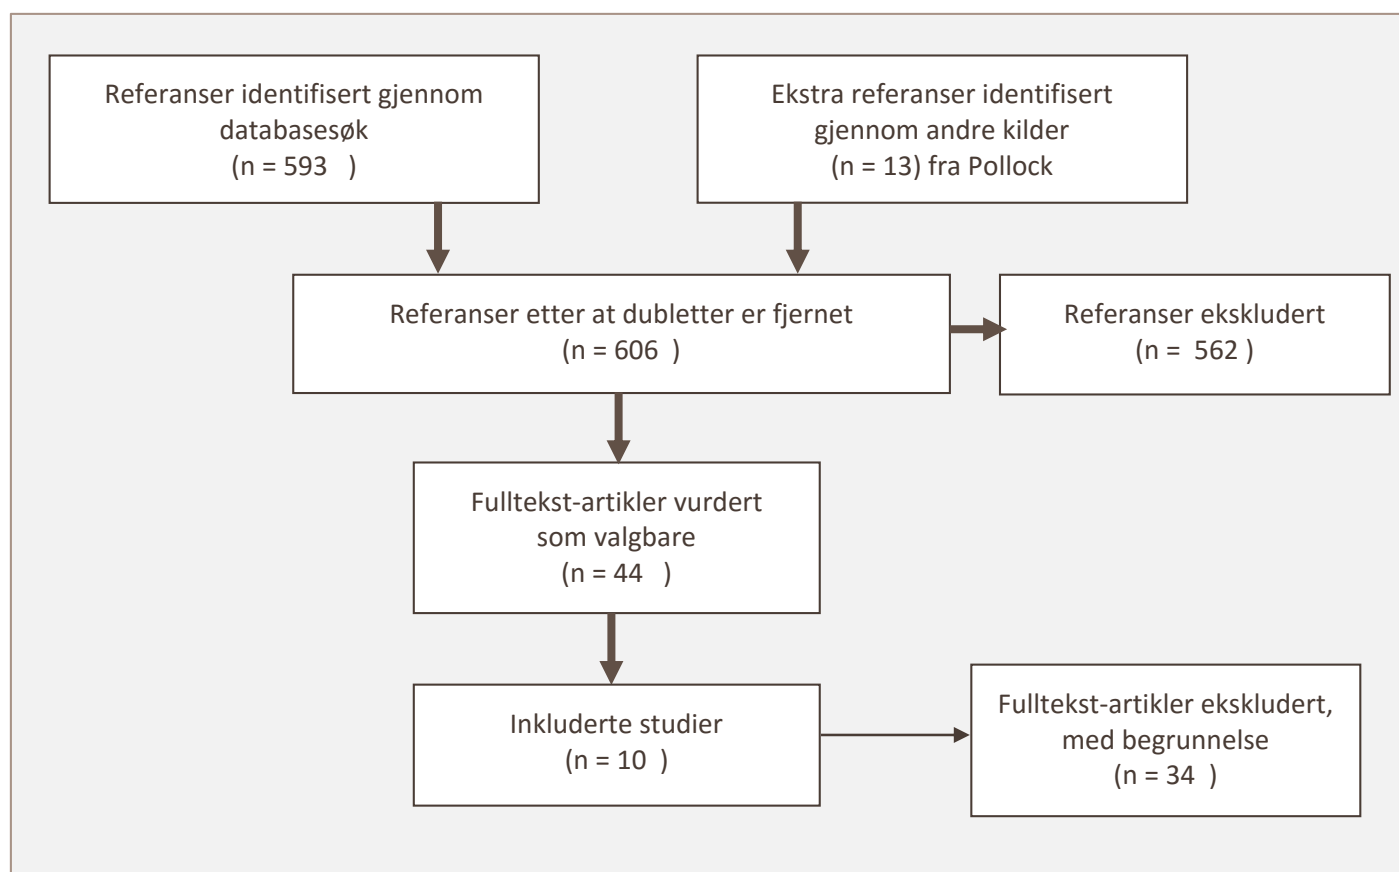 Referanser identifisert gjennom
databasesøk
(n = 593   )
Ekstra referanser identifisert
gjennom andre kilder
(n = 13) fra Pollock
Referanser etter at dubletter er fjernet
(n = 606   )
Referanser ekskludert
(n =  562 )
Fulltekst-artikler vurdert
som valgbare
(n = 44   )
Inkluderte studier
(n = 10  )
Fulltekst-artikler ekskludert,
med begrunnelse
(n = 34  )